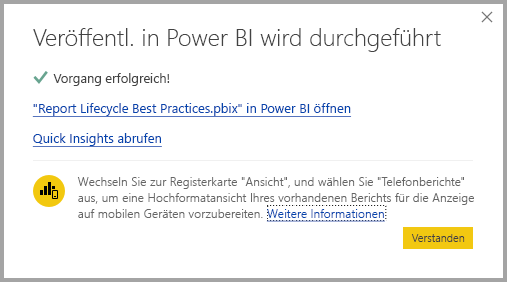 Veröffentl. in Power BI wird durchgeführt
Vorgang erfolgreich!
"Report Lifecycle Best Practices.pbix" in Power BI öffnen
Quick Insights abrufen
Wechseln Sie zur Registerkarte "Ansicht", und wählen Sie "Telefonberichte"
aus, um eine Hochformatansicht Ihres vorhandenen Berichts für die Anzeige
auf mobilen Geräten vorzubereiten. Weitere Informationen
Verstanden